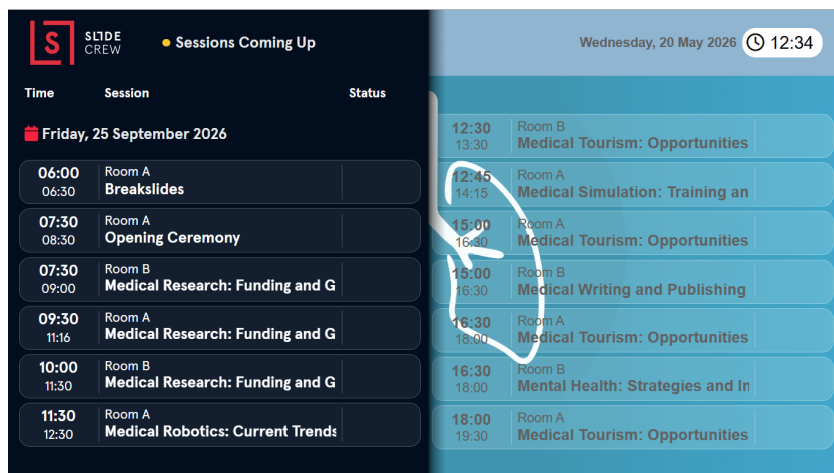 S
SLIDE
CREW
Sessions Coming Up
Time Session Status
Friday, 25 September 2026
06:00 Room A
06:30 Breakslides
07:30 Room A
08:30 Opening Ceremony
07:30 Room B
09:00 Medical Research: Funding and G
09:30 Room A
11:16 Medical Research: Funding and G
10:00 Room B
11:30 Medical Research: Funding and G
11:30 Room A
12:30 Medical Robotics: Current Trends
Wednesday, 20 May 2026 12:34
12:30 Room B
13:30 Medical Tourism: Opportunities
12:45 Room A
14:15 Medical Simulation: Training an
15:00 Room A
16:30 Medical Tourism: Opportunities
15:00 Room B
16:30 Medical Writing and Publishing
16:30 Room A
18:00 Medical Tourism: Opportunities
16:30 Room B
18:00 Mental Health: Strategies and In
18:00 Room A
19:30 Medical Tourism: Opportunities